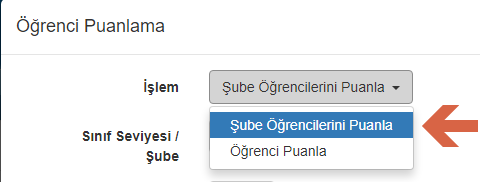 Öğrenci Puanlama
İşlem
Şube Öğrencilerini Puanla
Şube Öğrencilerini Puanla
Öğrenci Puanla
Sınıf Seviyesi /
Şube